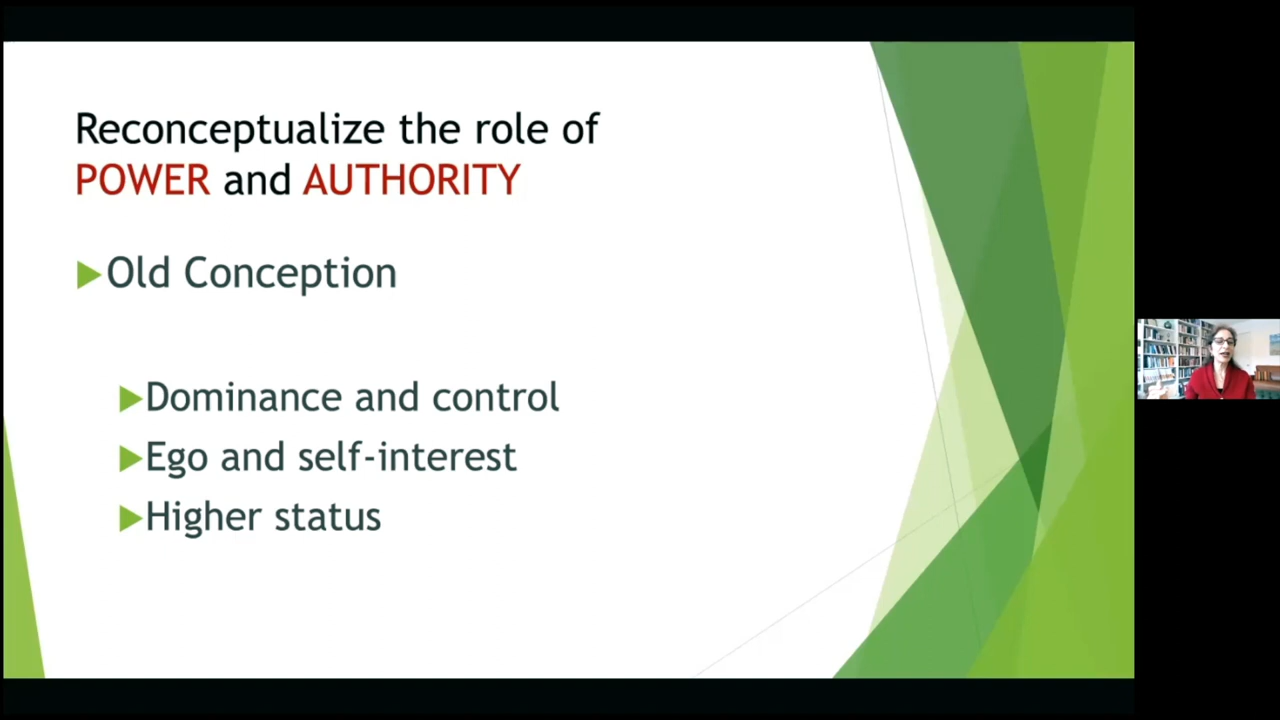 Reconceptualize the role of
POWER and AUTHORITY
Old Conception
Dominance and control
Ego and self-interest
Higher status